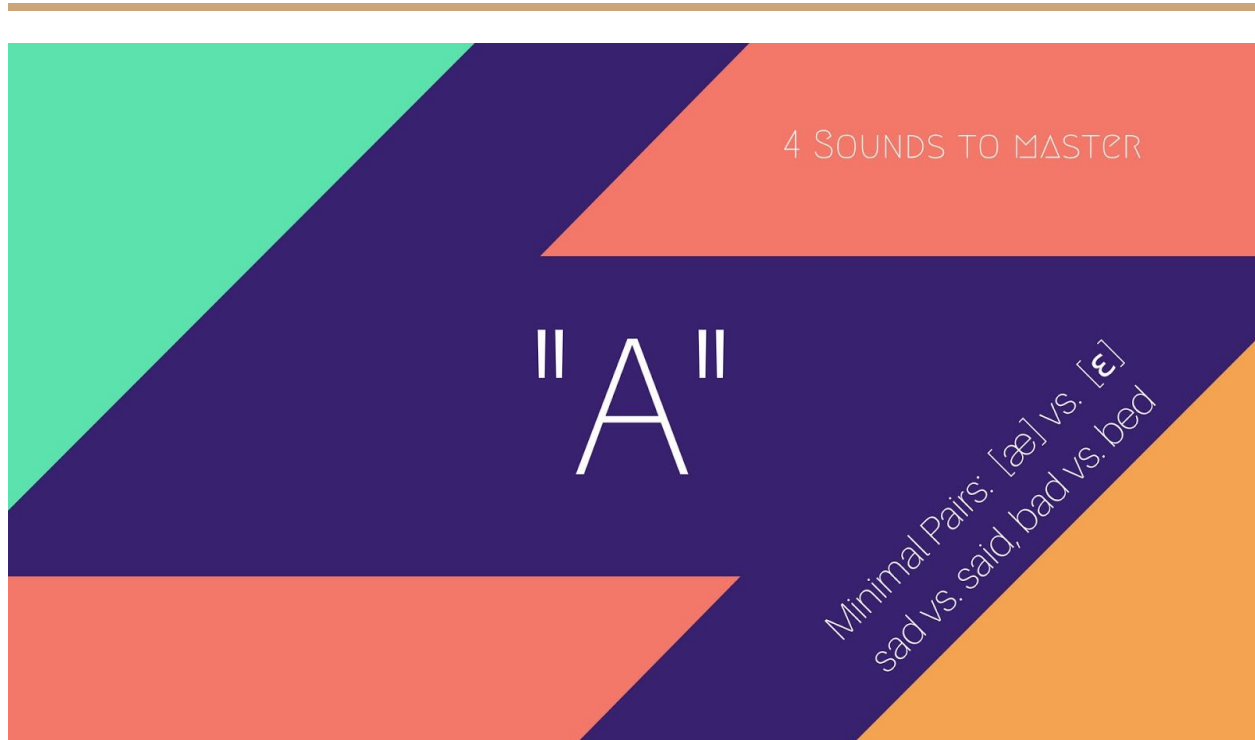 4 Sounds to master
"A"
Minimal Pairs: [æ] vs. [ɛ]
sad vs. said, bad vs. bed